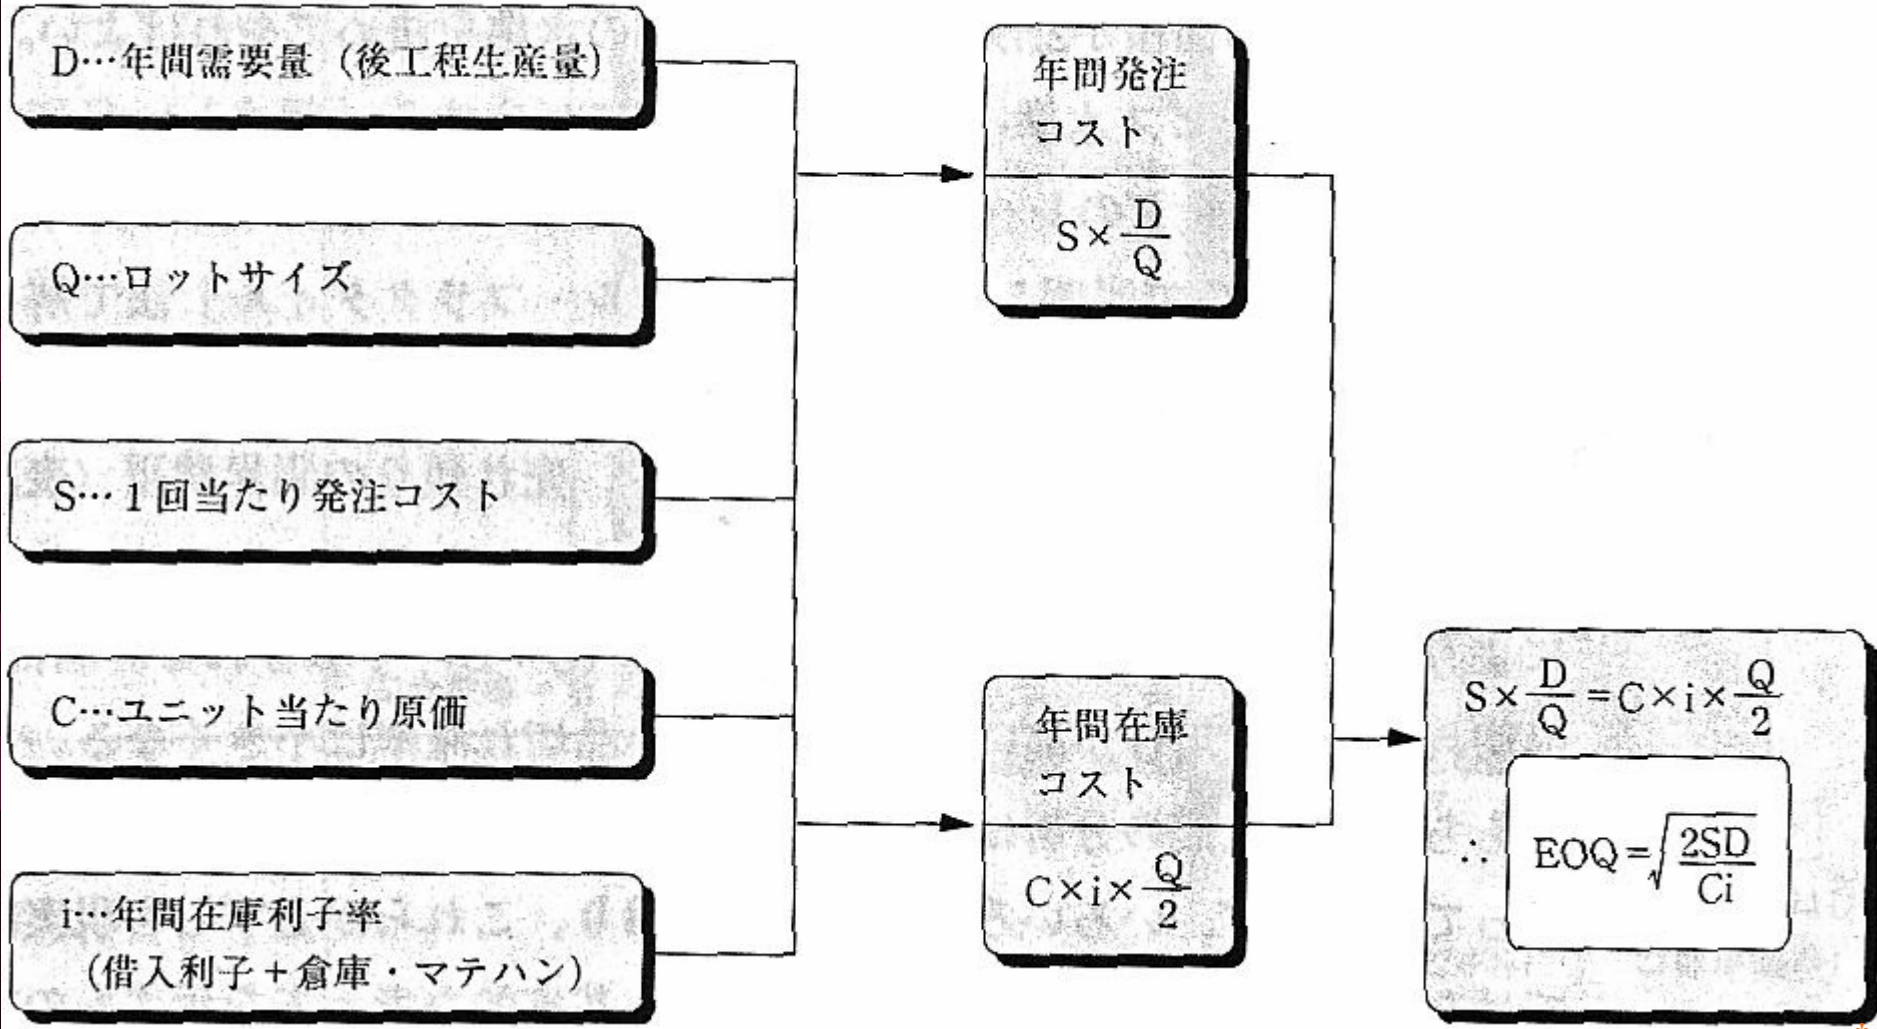 D…年間需要量（後工程生産量）
Q…ロットサイズ
S…1回当たり発注コスト
C…ユニット当たり原価
i…年間在庫利子率
（借入利子＋倉庫・マテハン）
年間発注
コスト
S×D/Q
年間在庫
コスト
C×i×Q/2
S×D/Q=C×i×Q/2
∴ EOQ=√2SD/Ci